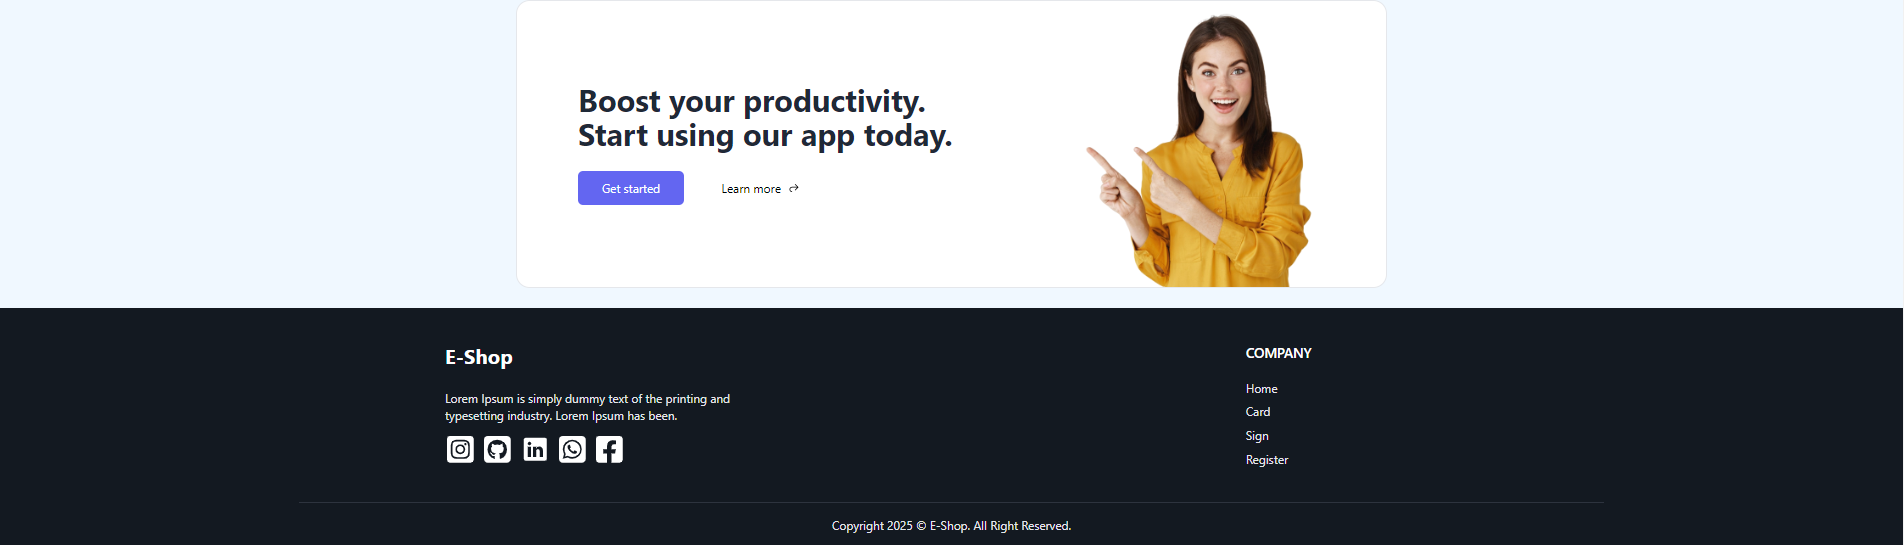 Boost your productivity.
Start using our app today.
Get started
Learn more
E-Shop
Lorem Ipsum is simply dummy text of the printing and
typesetting industry. Lorem Ipsum has been.
in
COMPANY
Home
Card
Sign
Register
Copyright 2025 © E-Shop. All Right Reserved.